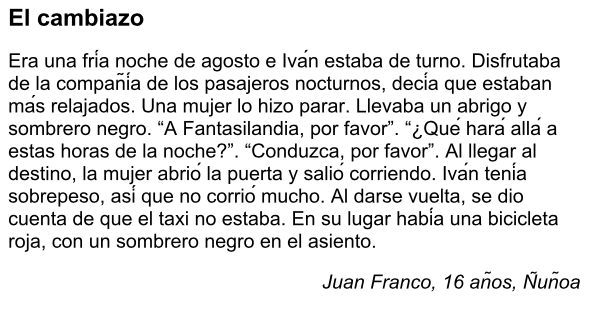 El cambiazo
Era una fría noche de agosto e Iván estaba de turno. Disfrutaba
de la compañía de los pasajeros nocturnos, decía que estaban
más relajados. Una mujer lo hizo parar. Llevaba un abrigo y
sombrero negro. “A Fantasilandia, por favor”. “¿Qué hará allá a
estas horas de la noche?”. “Conduzca, por favor”. Al llegar al
destino, la mujer abrió la puerta y salió corriendo. Iván tenía
sobrepeso, así que no corrió mucho. Al darse vuelta, se dio
cuenta de que el taxi no estaba. En su lugar había una bicicleta
roja, con un sombrero negro en el asiento.
Juan Franco, 16 años, Ñuñoa